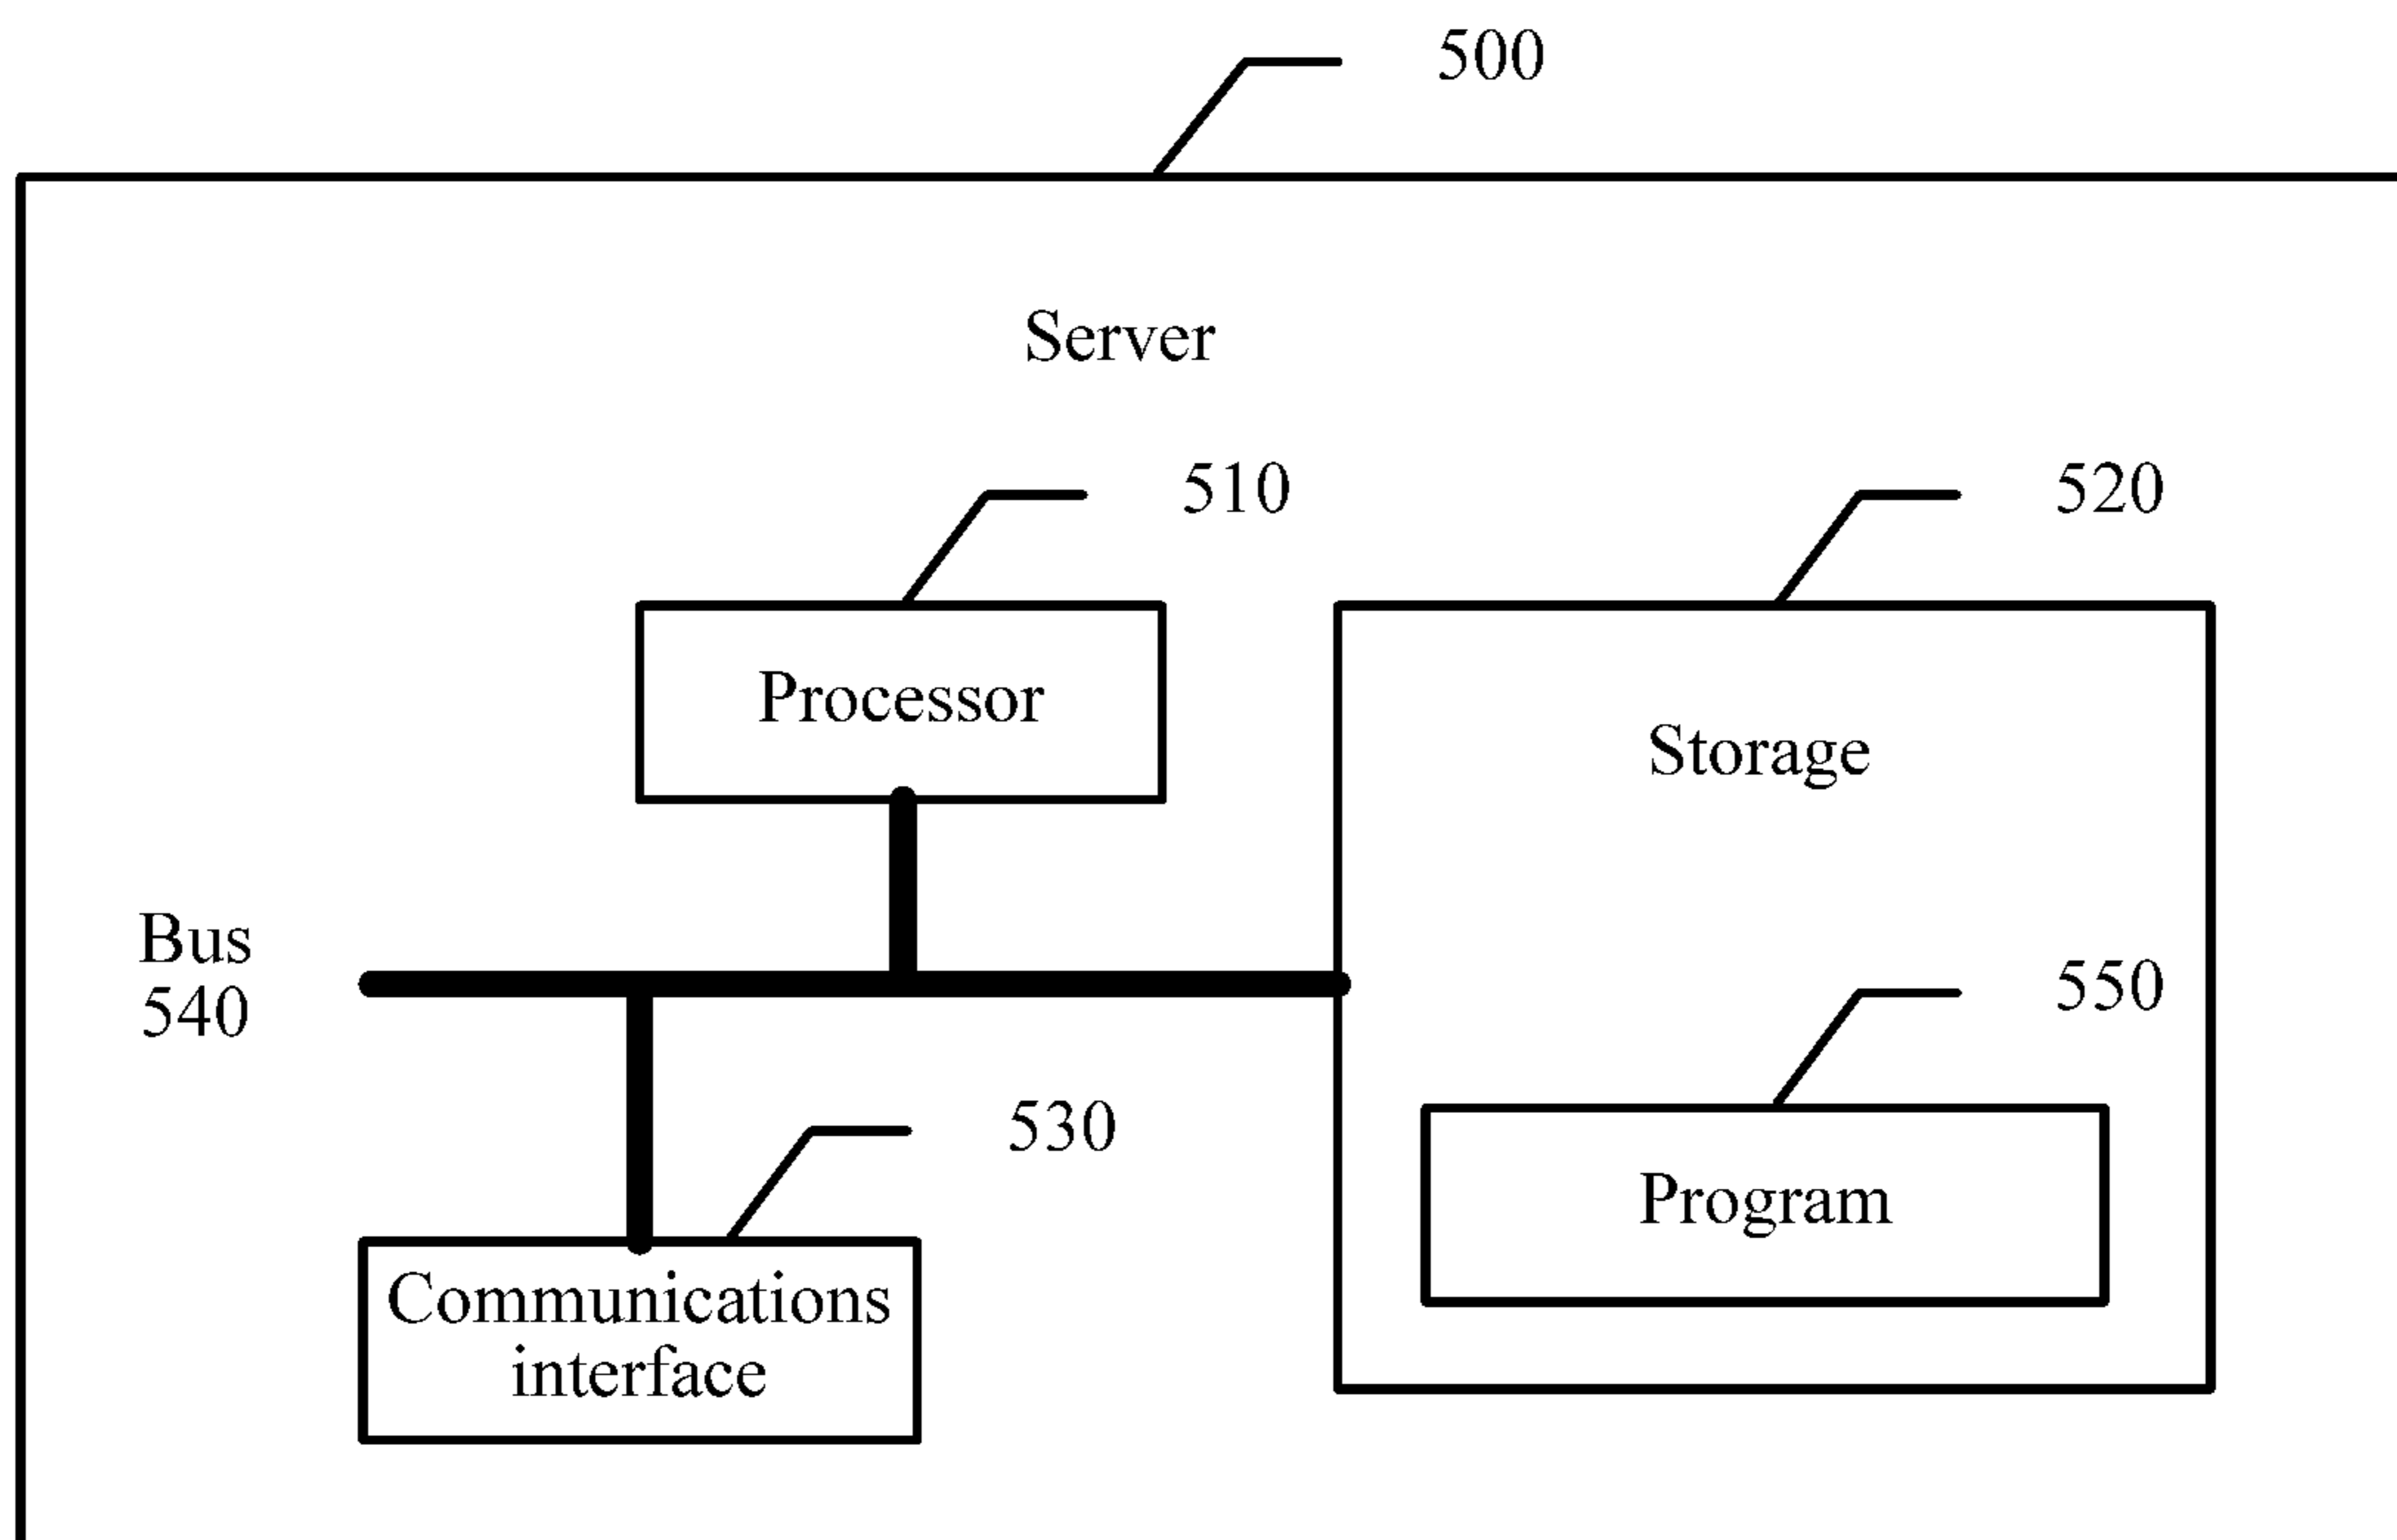 500
Server
510
520
Processor
Storage
Bus
540
550
530
Program
Communications
interface